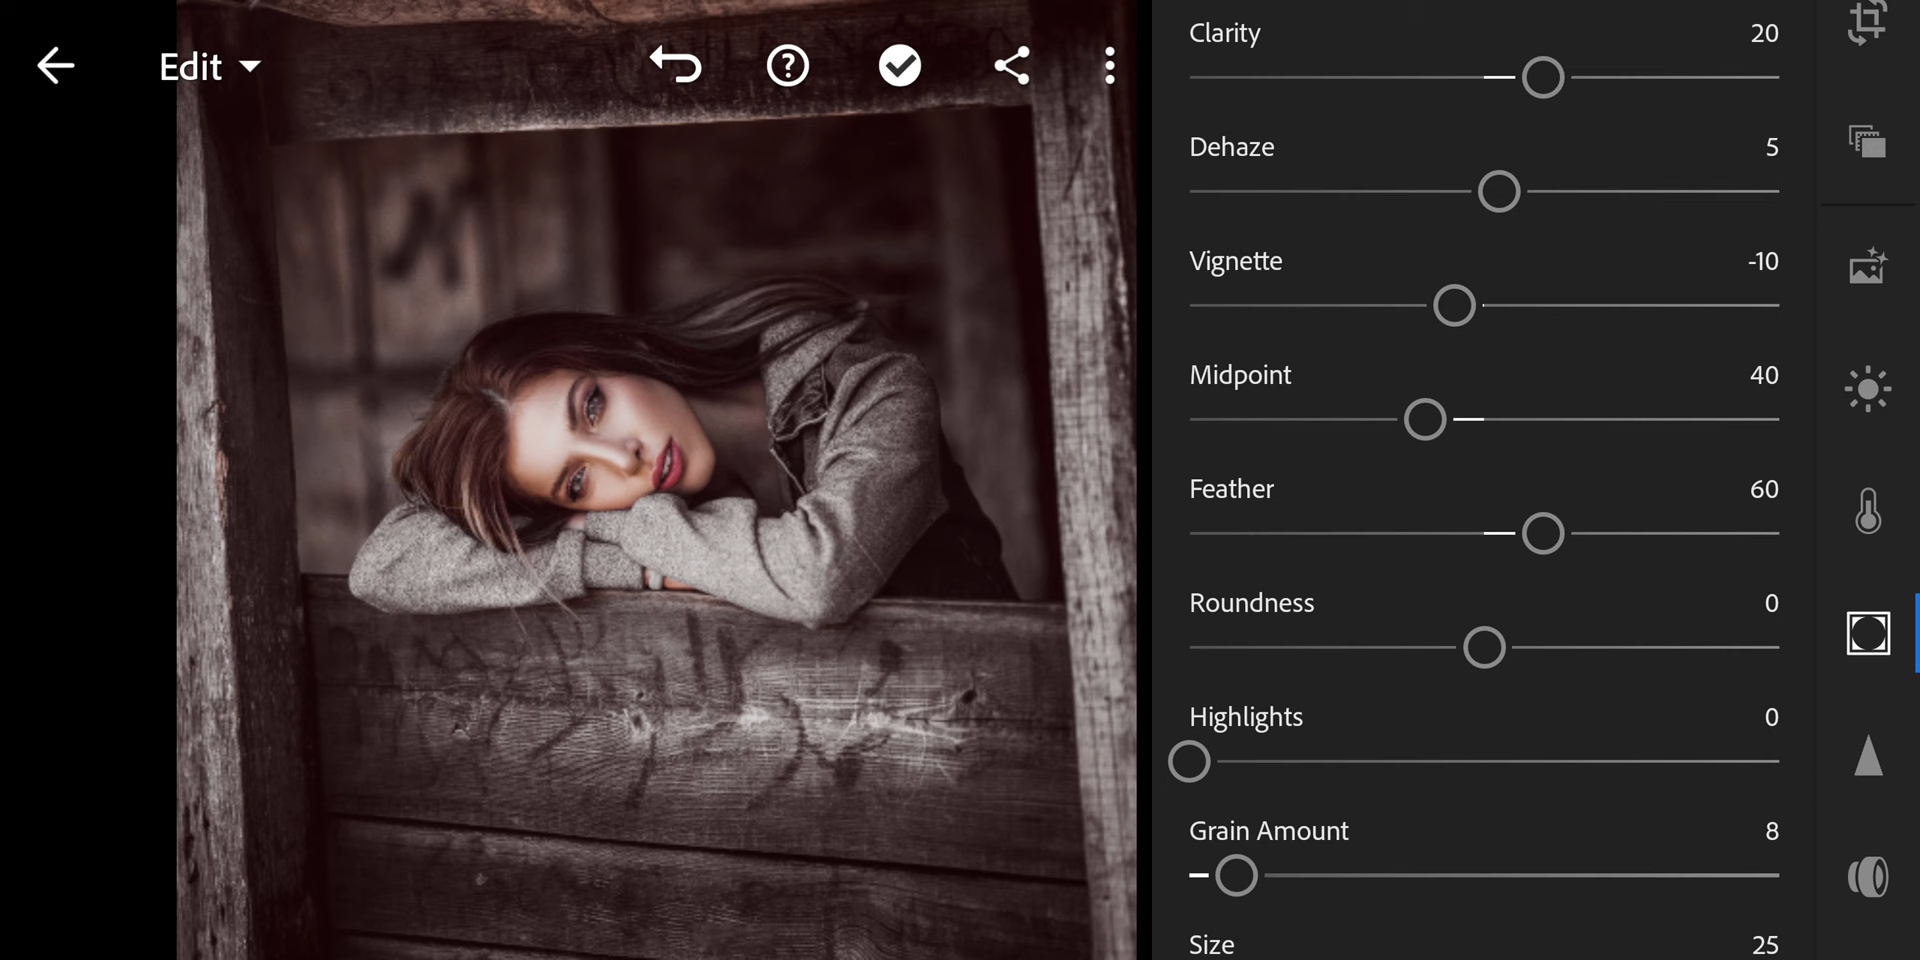 Edit
Clarity 20
Dehaze 5
Vignette -10
Midpoint 40
Feather 60
Roundness 0
Highlights 0
Grain Amount 8
Size 25